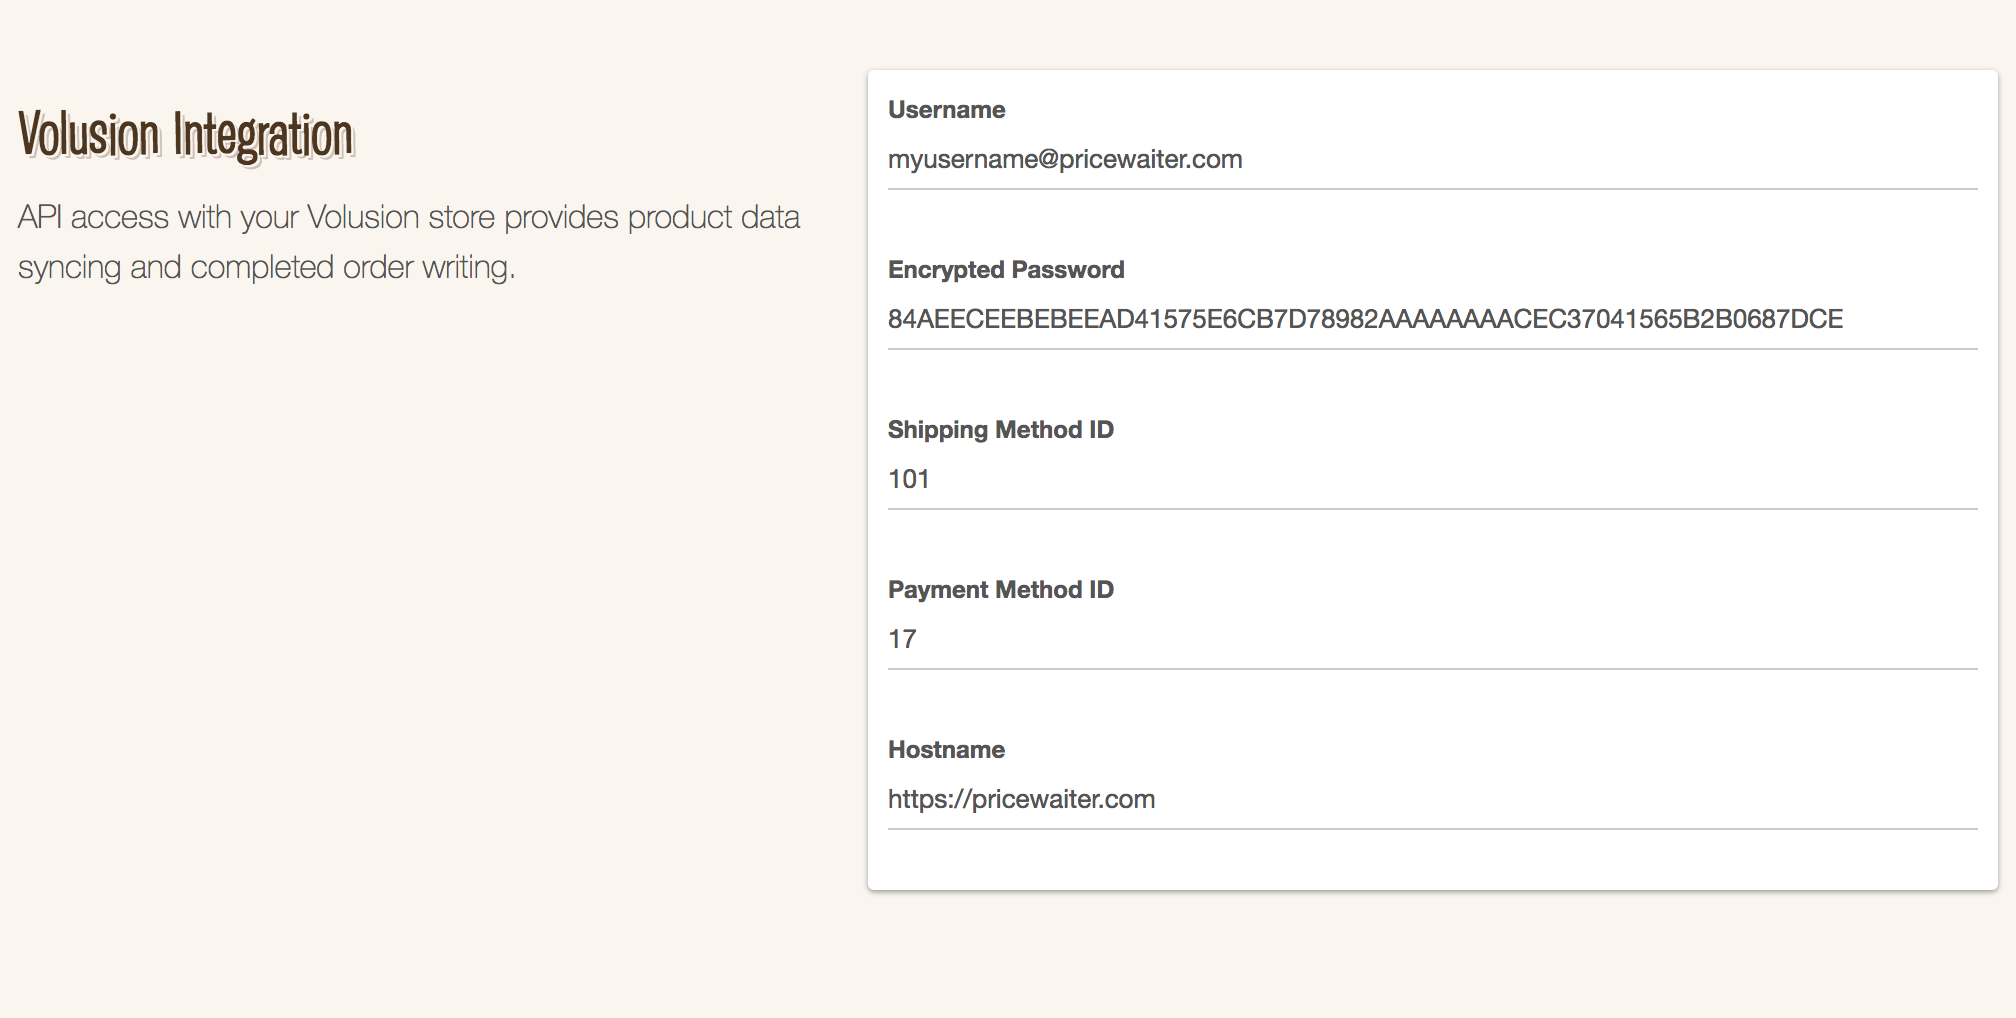 Volusion Integration
API access with your Volusion store provides product data
syncing and completed order writing.
Username
myusername@pricewaiter.com
Encrypted Password
84AEECEEBEBEEAD41575E6CB7D78982AAAAAAAACEC37041565B2B0687DCE
Shipping Method ID
101
Payment Method ID
17
Hostname
https://pricewaiter.com